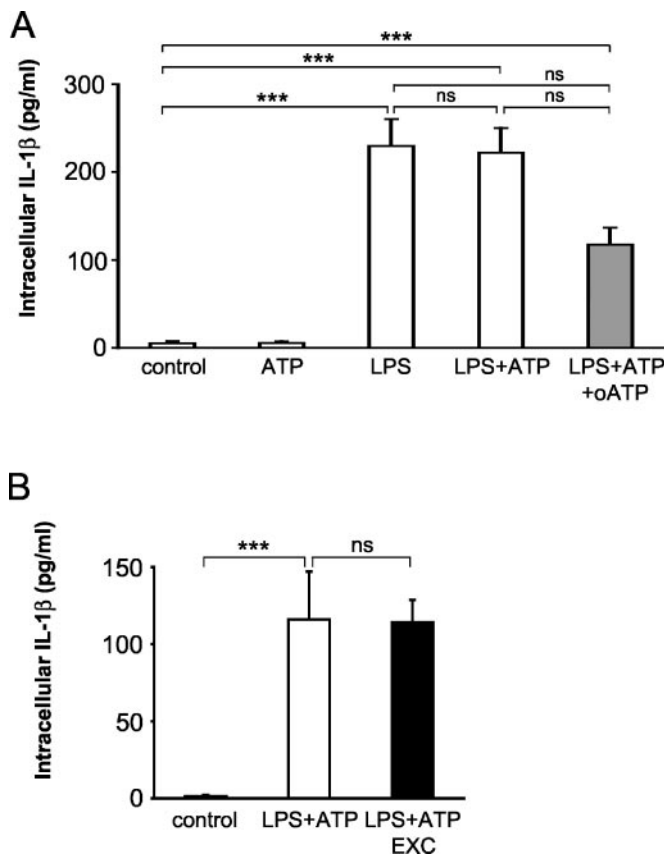 A
***
***
ns
***
ns
ns
Intracellular IL-1β (pg/ml)
300
200
100
0
control
ATP
LPS
LPS+ATP
LPS+ATP
+oATP
B
***
ns
Intracellular IL-1β (pg/ml)
150
100
50
0
control
LPS+ATP
LPS+ATP
EXC